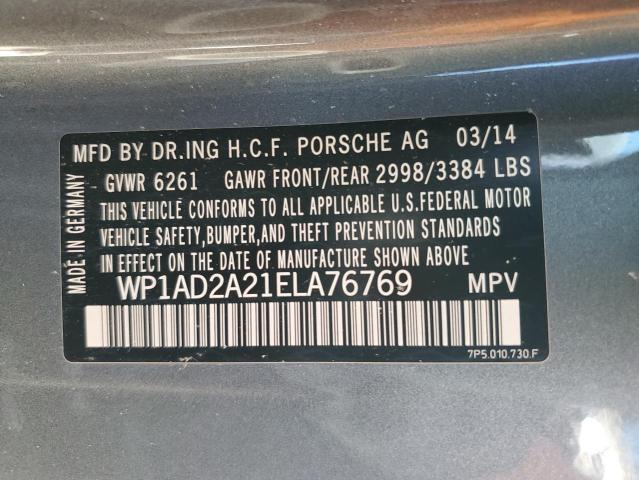 MFD BY DR.ING H.C.F. PORSCHE AG 03/14
GVWR 6261 GAWR FRONT/REAR 2998/3384 LBS
THIS VEHICLE CONFORMS TO ALL APPLICABLE U.S.FEDERAL MOTOR
VEHICLE SAFETY,BUMPER,AND THEFT PREVENTION STANDARDS
IN EFFECT ON THE DATE OF MANUFACTURE SHOWN ABOVE
WP1AD2A21ELA76769 MPV
7P5.010.730.F
MADE IN GERMANY